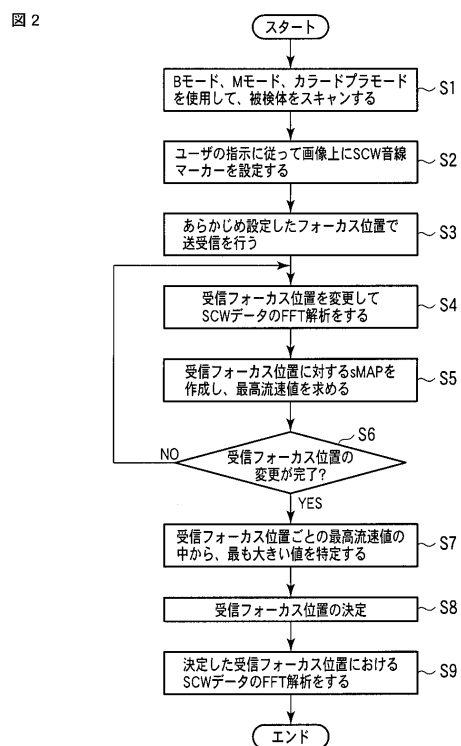 図２
スタート
Bモード、Mモード、カラードプラモード
を使用して、被検体をスキャンする
S1
ユーザの指示に従って画像上にSCW音線
マーカーを設定する
S2
あらかじめ設定したフォーカス位置で
送受信を行う
S3
受信フォーカス位置を変更して
SCWデータのFFT解析をする
S4
受信フォーカス位置に対するsMAPを
作成し、最高流速値を求める
S5
S6
受信フォーカス位置の
変更が完了?
NO
YES
受信フォーカス位置ごとの最高流速値の
中から、最も大きい値を特定する
S7
受信フォーカス位置の決定
S8
決定した受信フォーカス位置における
SCWデータのFFT解析をする
S9
エンド